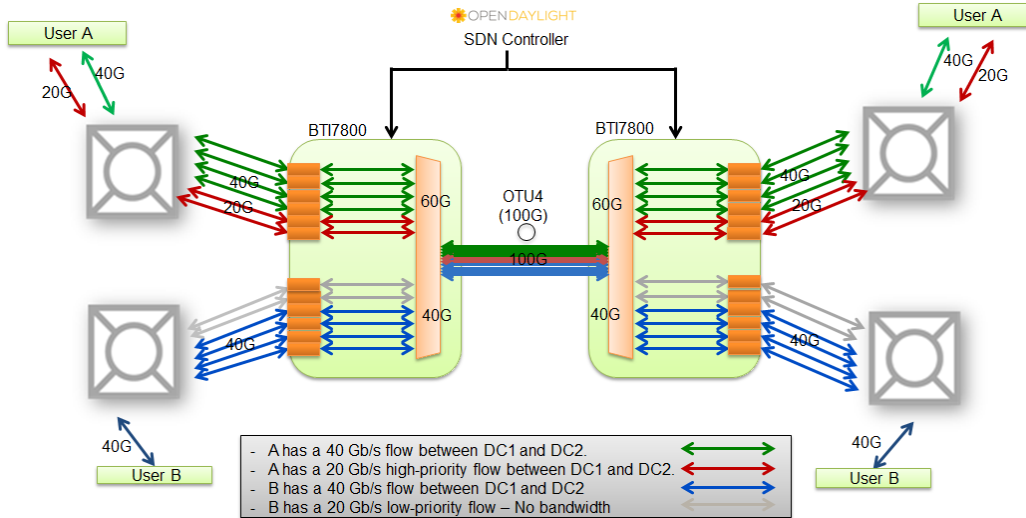 OPENDAYLIGHT
SDN Controller
User A
User A
40G
20G
40G
20G
BTI7800
BTI7800
40G
20G
60G
OTU4
(100G)
60G
40G
20G
100G
40G
40G
40G
40G
40G
40G
User B
User B
- A has a 40 Gb/s flow between DC1 and DC2.
- A has a 20 Gb/s high-priority flow between DC1 and DC2.
- B has a 40 Gb/s flow between DC1 and DC2
- B has a 20 Gb/s low-priority flow – No bandwidth